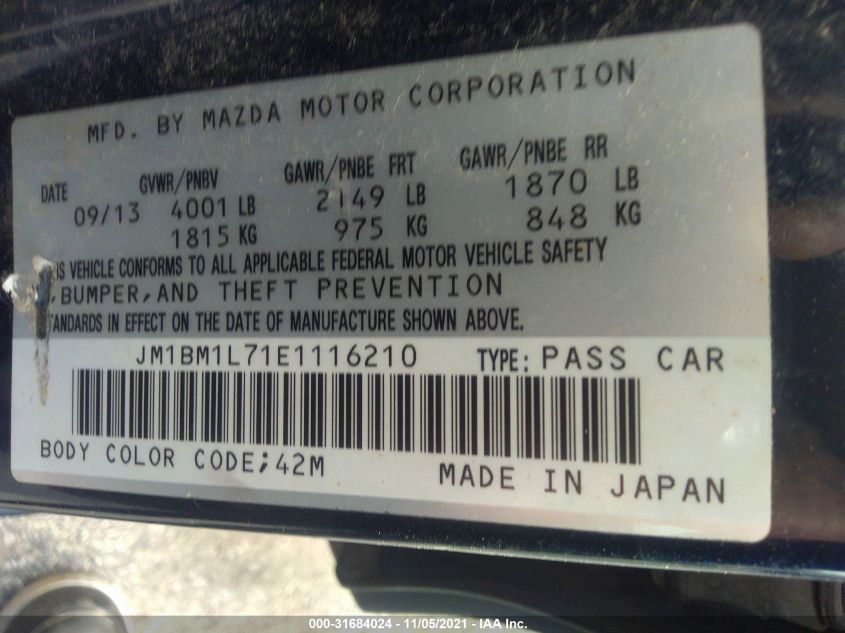 MFD. BY MAZDA MOTOR CORPORATION
DATE GVWR/PNBV GAWR/PNBE FRT GAWR/PNBE RR
09/13 4001 LB 2149 LB 1870 LB
1815 KG 975 KG 848 KG
IS VEHICLE CONFORMS TO ALL APPLICABLE FEDERAL MOTOR VEHICLE SAFETY
,BUMPER,AND THEFT PREVENTION
TANDARDS IN EFFECT ON THE DATE OF MANUFACTURE SHOWN ABOVE.
JM1BM1L71E1116210 TYPE: PASS CAR
BODY COLOR CODE;42M
MADE IN JAPAN
000-31684024 - 11/05/2021 - IAA Inc.